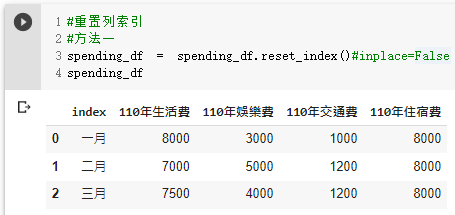 1 #重置列索引
2 #方法一
3 spending_df = spending_df.reset_index()#inplace=False
4 spending_df
index 110年生活費 110年娛樂費 110年交通費 110年住宿費
0 一月 8000 3000 1000 8000
1 二月 7000 5000 1200 8000
2 三月 7500 4000 1200 8000